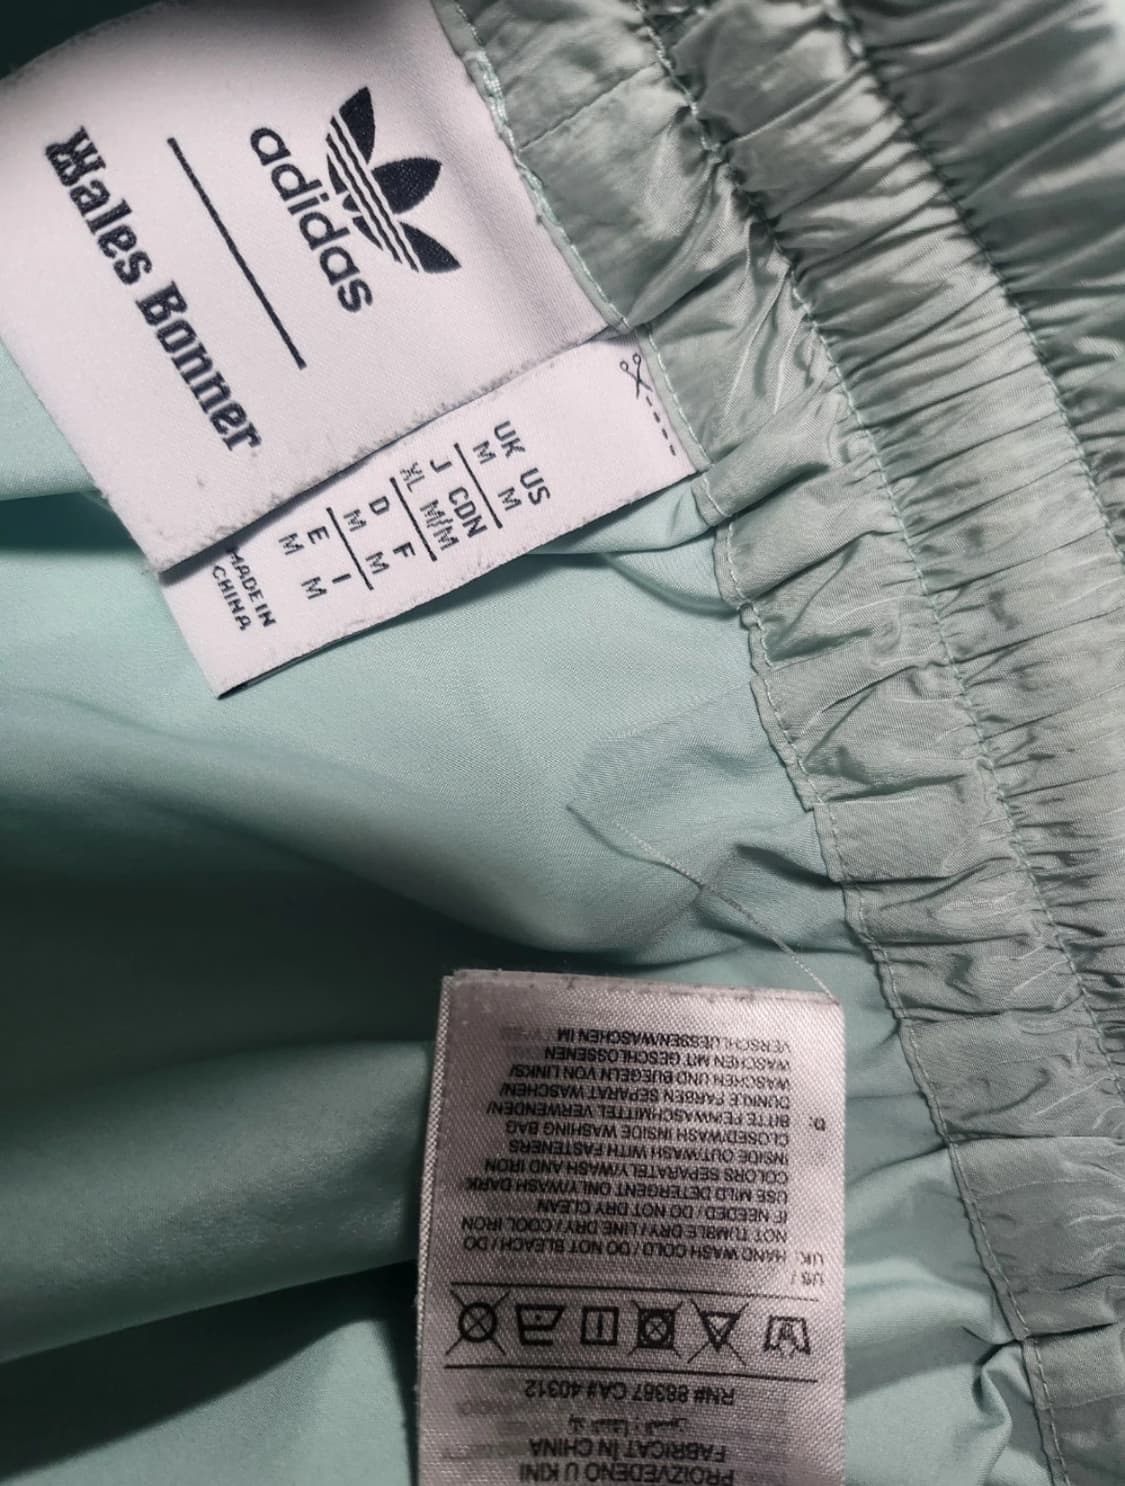 adidas
Wales Bonner
UK US
M M
J CDN
XL M/M
D F
M M
E I
M M
MADE IN
CHINA
PROIZVEDENO U KINI
FABRICAT ÎN CHINA
RN# 88387 CA# 40312
US /
UK: HAND WASH COLD / DO NOT BLEACH / DO
NOT TUMBLE DRY / LINE DRY / COOL IRON
IF NEEDED / DO NOT DRY CLEAN
USE MILD DETERGENT ONLY/WASH DARK
COLORS SEPARATELY/WASH AND IRON
INSIDE OUT/WASH WITH FASTENERS
CLOSED/WASH INSIDE WASHING BAG
D: BITTE FEINWASCHMITTEL VERWENDEN/
DUNKLE FARBEN SEPARAT WASCHEN/
WASCHEN UND BUEGELN VON LINKS/
WASCHEN MIT GESCHLOSSENEN
VERSCHLUESSEN/WASCHEN IM